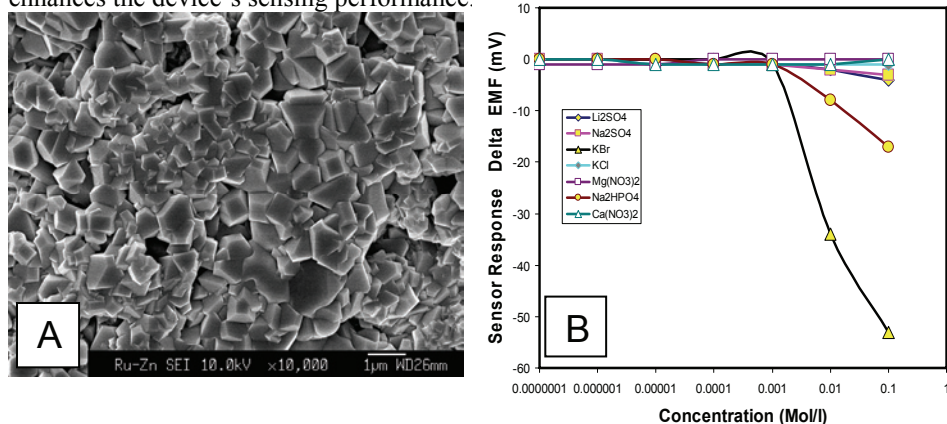 enhances the device's sensing performance.
A
Ru-Zn SEI 10.0kV ×10,000 1μm WD26mm
Sensor Response Delta EMF (mV)
10
0
-10
-20
-30
-40
-50
-60
Li2SO4
Na2SO4
KBr
KCl
Mg(NO3)2
Na2HPO4
Ca(NO3)2
B
0.0000001 0.000001 0.00001 0.0001 0.001 0.01 0.1 1
Concentration (Mol/l)